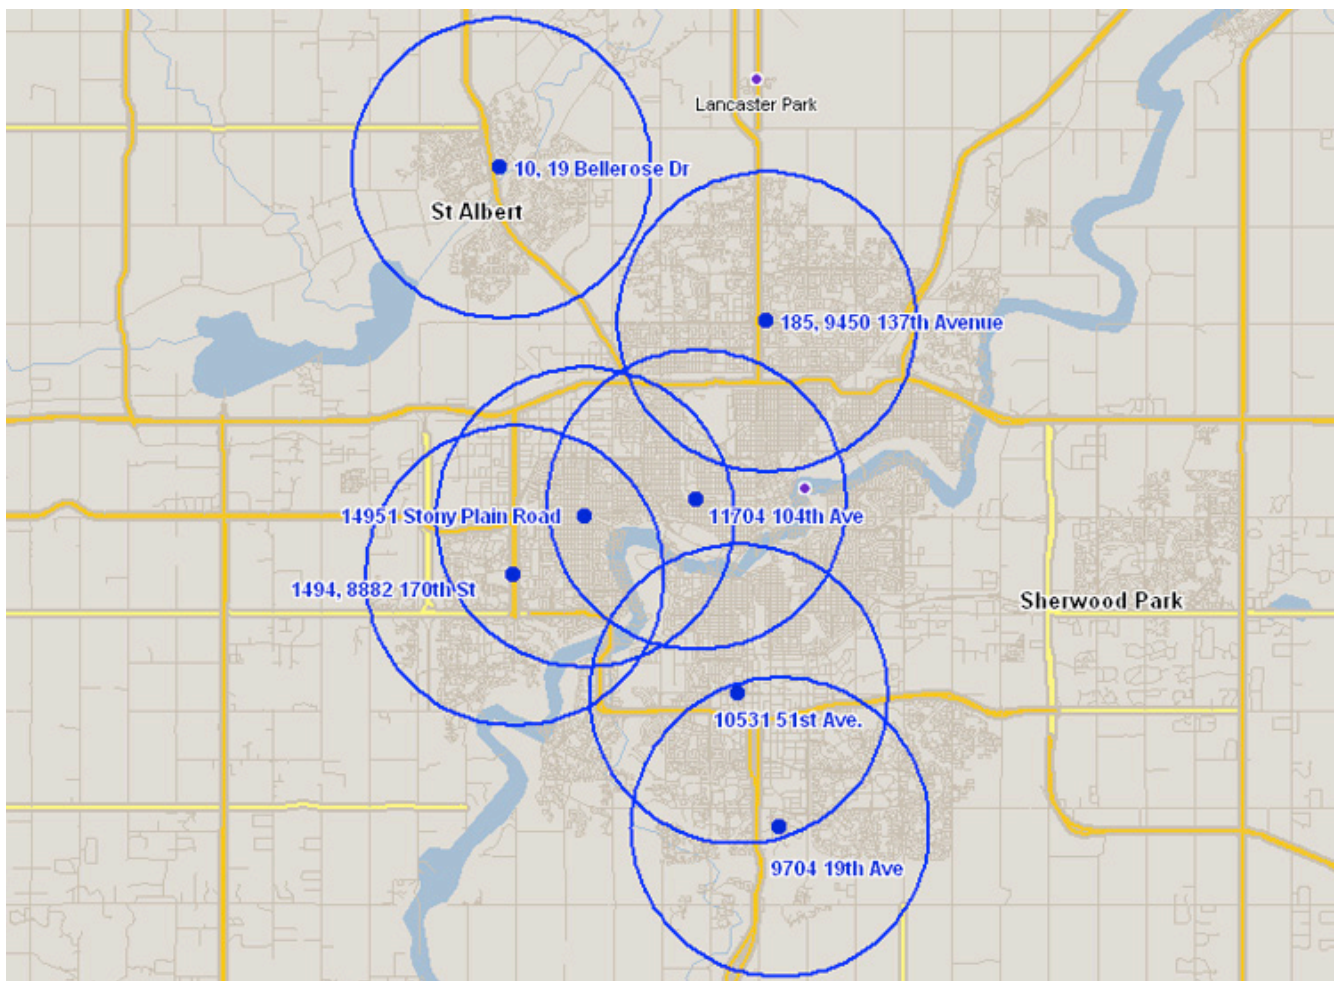 Lancaster Park
10, 19 Bellerose Dr
St Albert
185, 9450 137th Avenue
14951 Stony Plain Road
11704 104th Ave
1494, 8882 170th St
Sherwood Park
10531 51st Ave.
9704 19th Ave